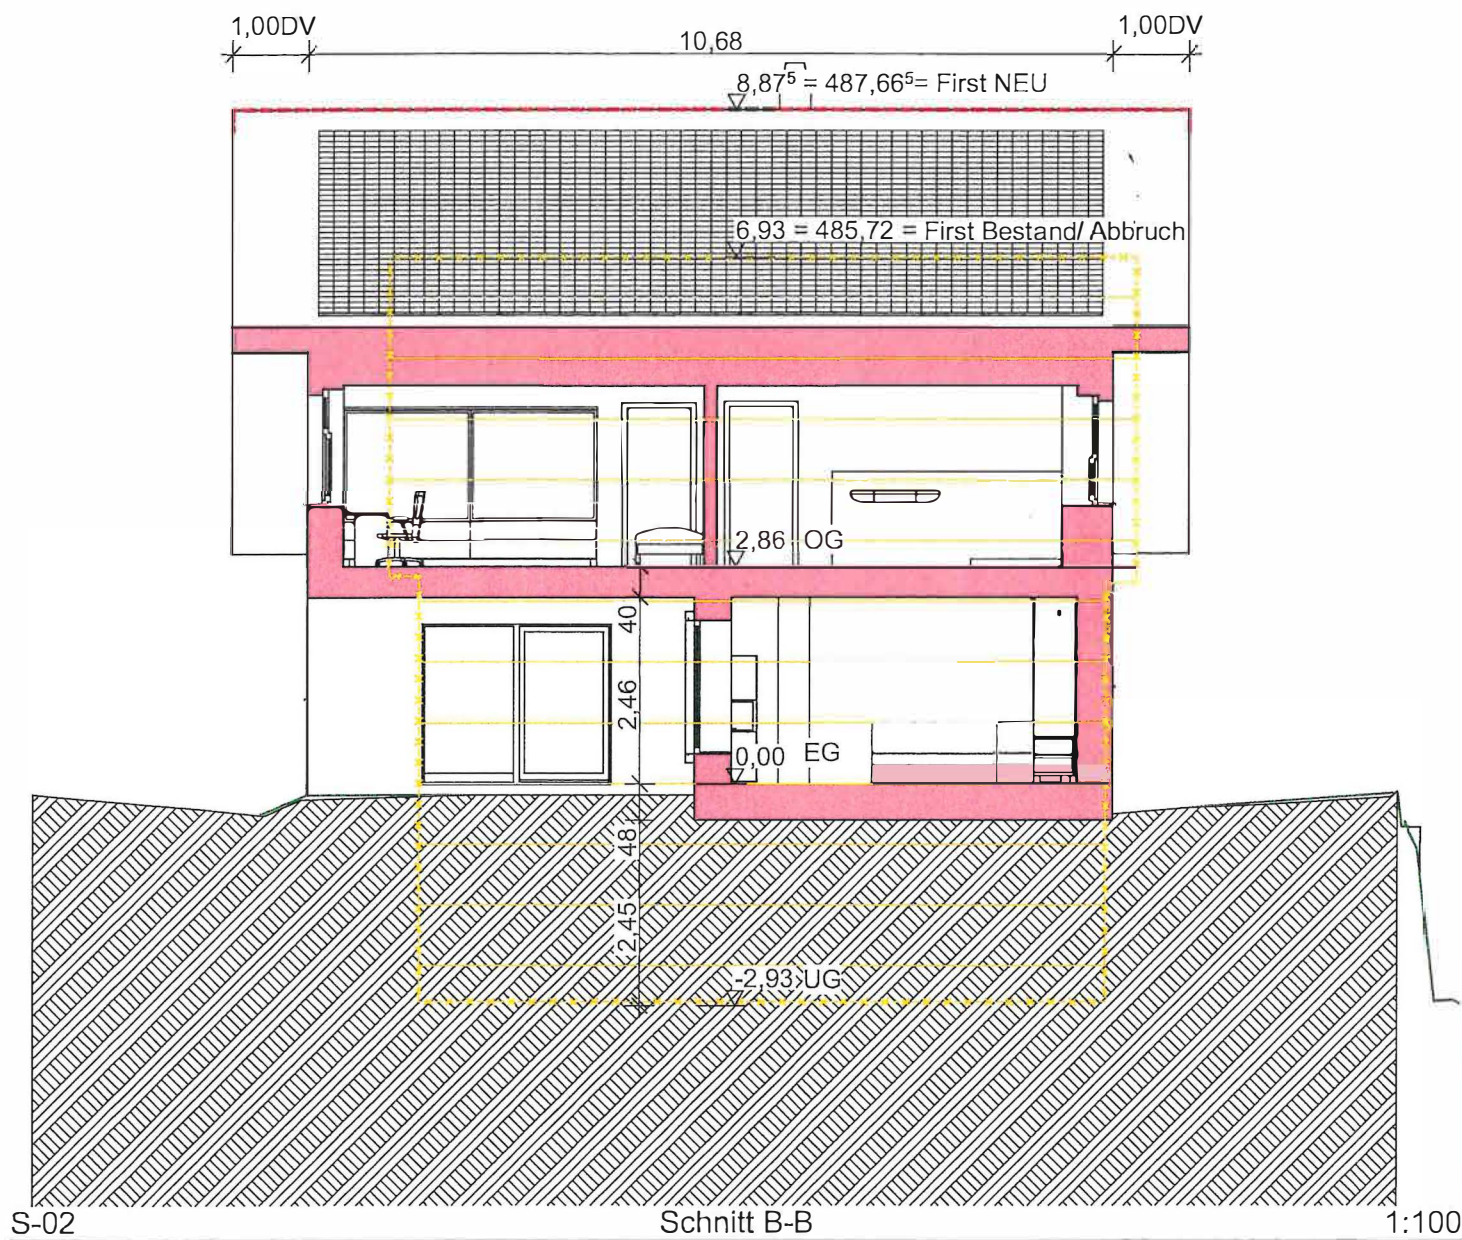 1,00DV
10,68
1,00DV
8,87⁵ = 487,66⁵= First NEU
6,93 = 485,72 = First Bestand/ Abbruch
2,86 OG
40
2,46
0,00 EG
48
2,45
-2,93 UG
S-02
Schnitt B-B
1:100